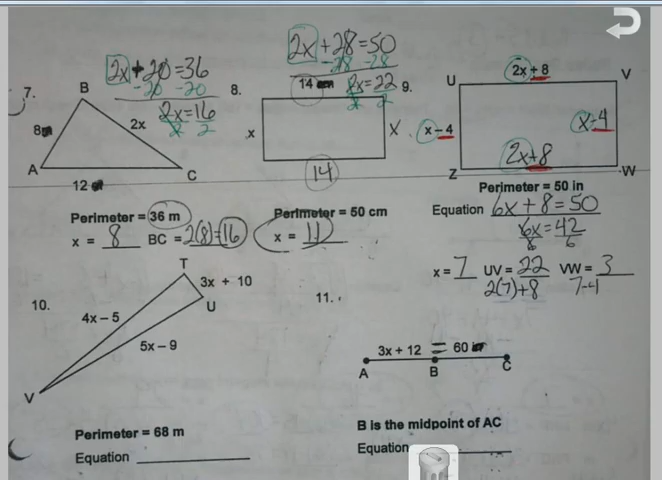 7.
2x + 20 = 36
-20 -20
2x = 16
2 2
B
8m
2x
A
12
C
Perimeter = 36 m
x = 8 BC = 2(8) = 16
8.
2x + 28 = 50
-28 -28
14 cm
2x = 22
2 2
x
x
14
Perimeter = 50 cm
x = 11
9.
U
2x + 8
V
x - 4
x - 4
2x + 8
Z
W
Perimeter = 50 in
Equation 6x + 8 = 50
6x = 42
6 6
x = 7 UV = 22 VW = 3
2(7)+8 7-4
10.
T
3x + 10
U
4x - 5
5x - 9
V
Perimeter = 68 m
Equation
11.
3x + 12 = 60 in
A
B
C
B is the midpoint of AC
Equation